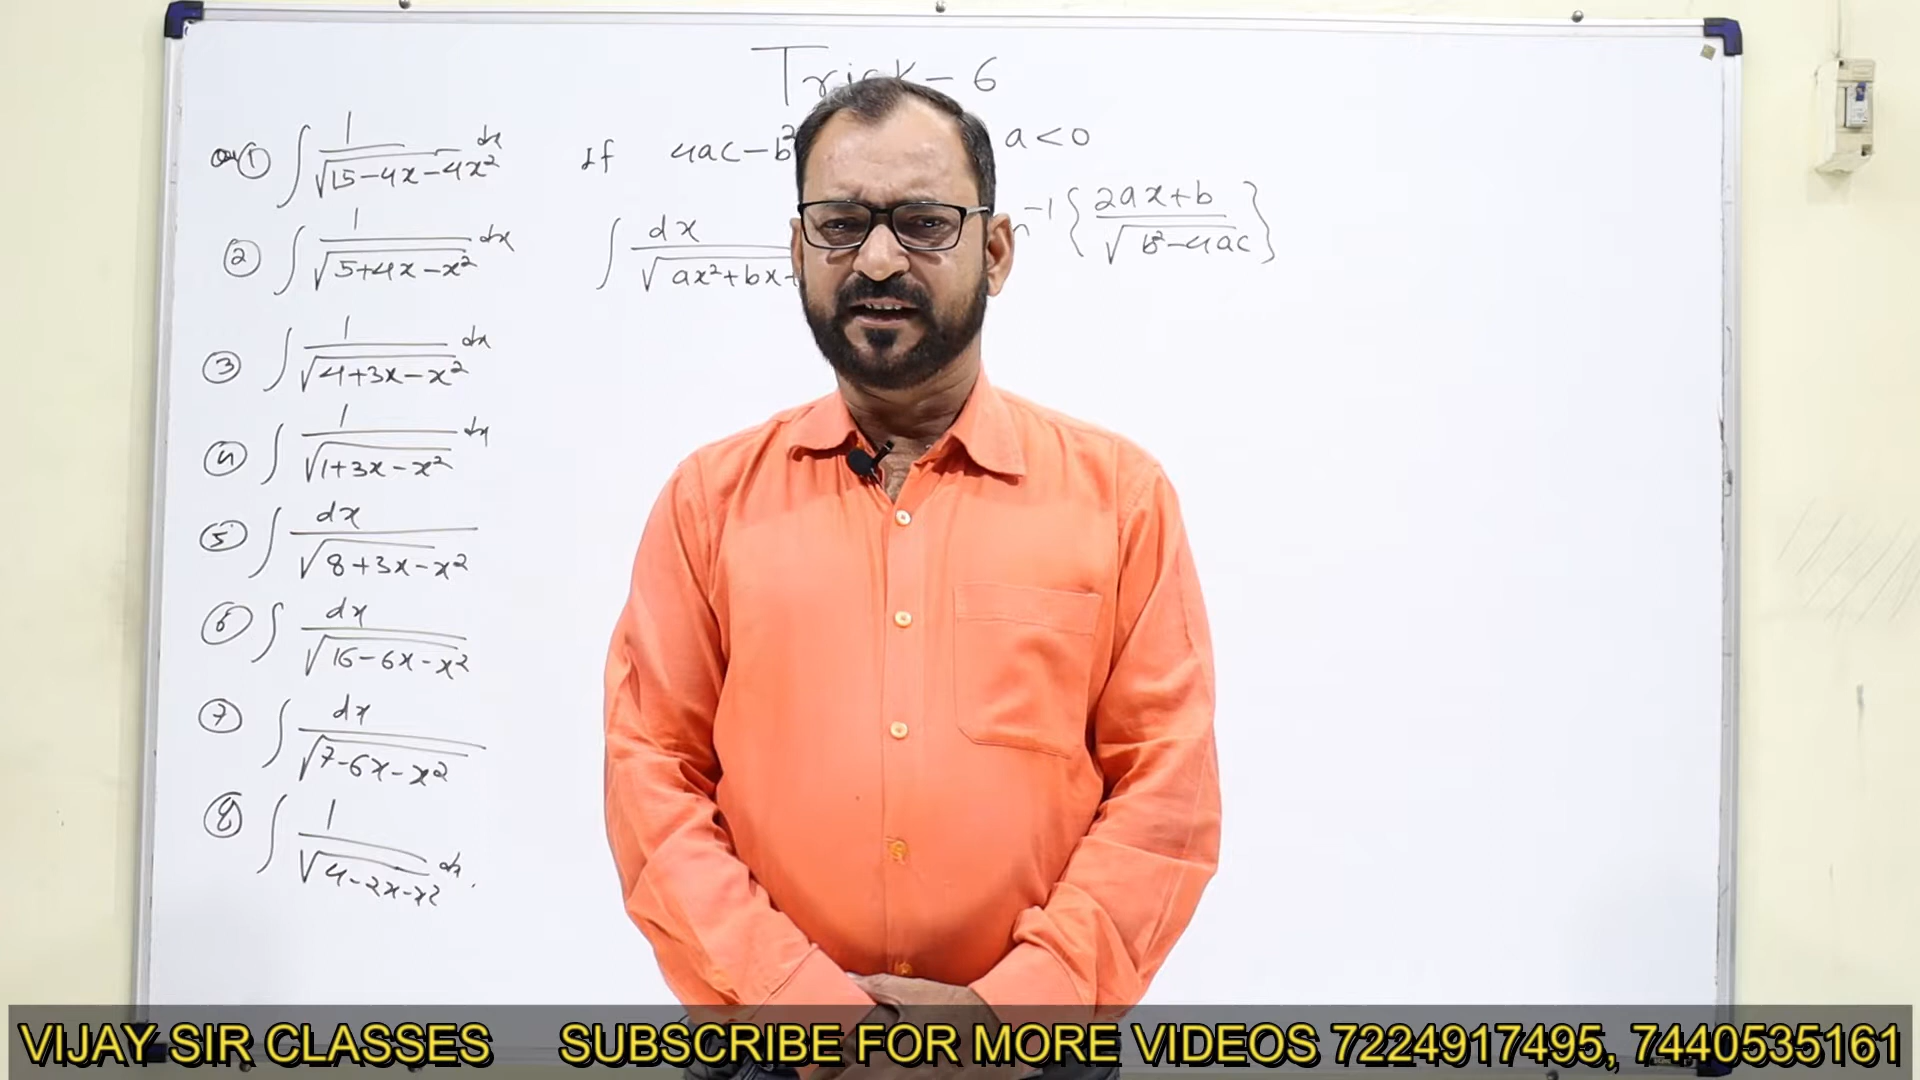 Trick-6
Q1 ∫ 1/√(15-4x-4x²) dx
If 4ac-b² a<0
② ∫ 1/√(5+4x-x²) dx
∫ dx/√(ax²+bx+ n⁻¹ {(2ax+b)/√(b²-4ac)}
③ ∫ 1/√(4+3x-x²) dx
④ ∫ 1/√(1+3x-x²) dx
⑤ ∫ dx/√(8+3x-x²)
⑥ ∫ dx/√(16-6x-x²)
⑦ ∫ dx/√(7-6x-x²)
⑧ ∫ 1/√(4-2x-x²) dx.
VIJAY SIR CLASSES SUBSCRIBE FOR MORE VIDEOS 7224917495, 7440535161